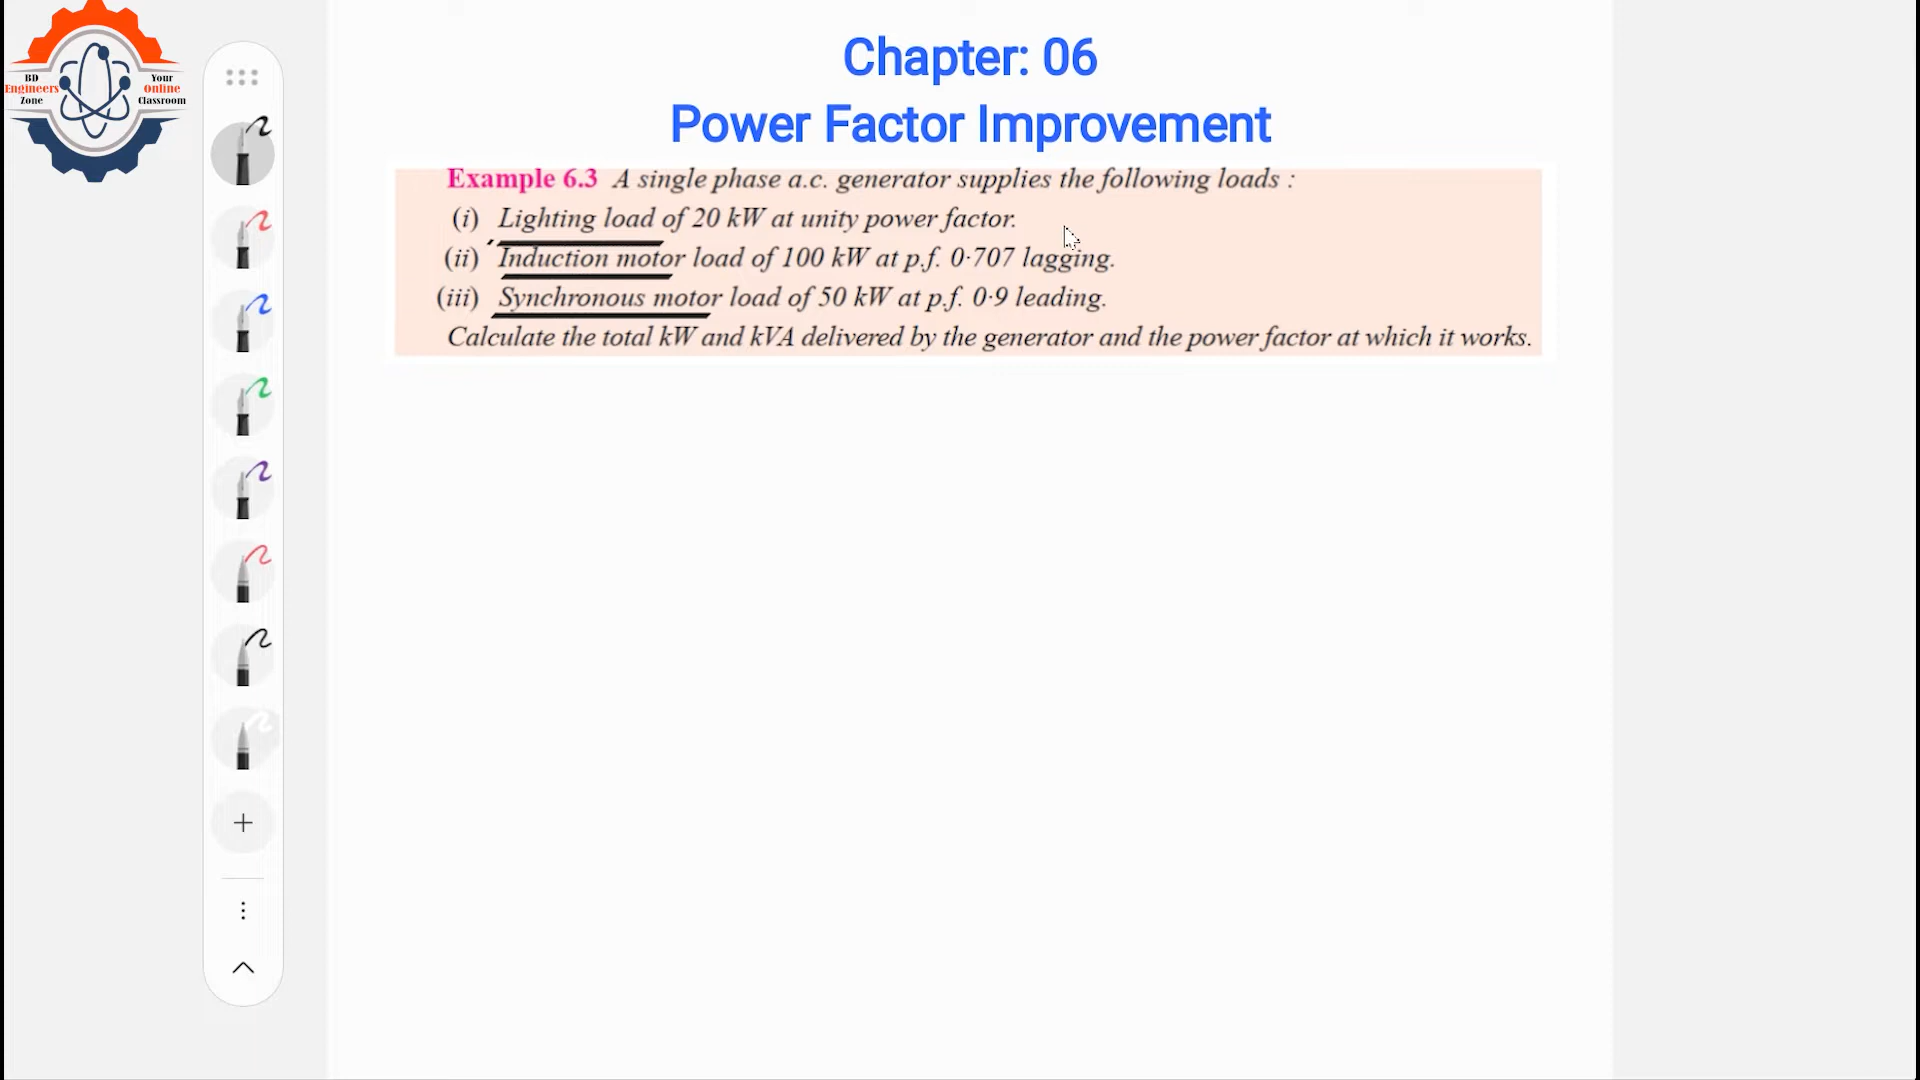 BD
Engineers
Zone
Your
Online
Classroom
Chapter: 06
Power Factor Improvement
Example 6.3 A single phase a.c. generator supplies the following loads :
(i) Lighting load of 20 kW at unity power factor.
(ii) Induction motor load of 100 kW at p.f. 0·707 lagging.
(iii) Synchronous motor load of 50 kW at p.f. 0·9 leading.
Calculate the total kW and kVA delivered by the generator and the power factor at which it works.